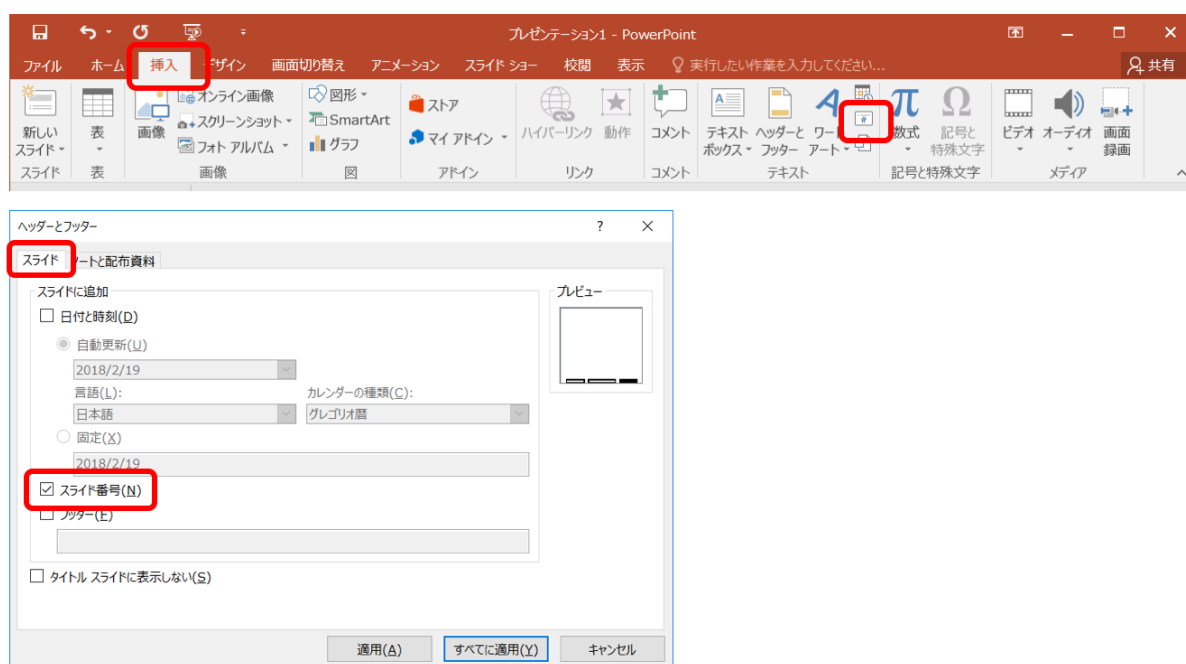 プレゼンテーション1 - PowerPoint
ファイル ホーム 挿入 デザイン 画面切り替え アニメーション スライド ショー 校閲 表示 実行したい作業を入力してください... 共有
新しい スライド
表
画像
オンライン画像
スクリーンショット
フォト アルバム
図形
SmartArt
グラフ
ストア
マイ アドイン
ハイパーリンク 動作
コメント
テキスト ボックス
ヘッダーと フッター
アート
#
π 数式
Ω 記号と 特殊文字
ビデオ オーディオ 画面 録画
スライド 表 画像 図 アドイン リンク コメント テキスト 記号と特殊文字 メディア
ヘッダーとフッター ?
スライド ノートと配布資料
スライドに追加 プレビュー
日付と時刻(D)
自動更新(U)
2018/2/19
言語(L): カレンダーの種類(C):
日本語 グレゴリオ暦
固定(X)
2018/2/19
スライド番号(N)
フッター(F)
タイトル スライドに表示しない(S)
適用(A) すべてに適用(Y) キャンセル